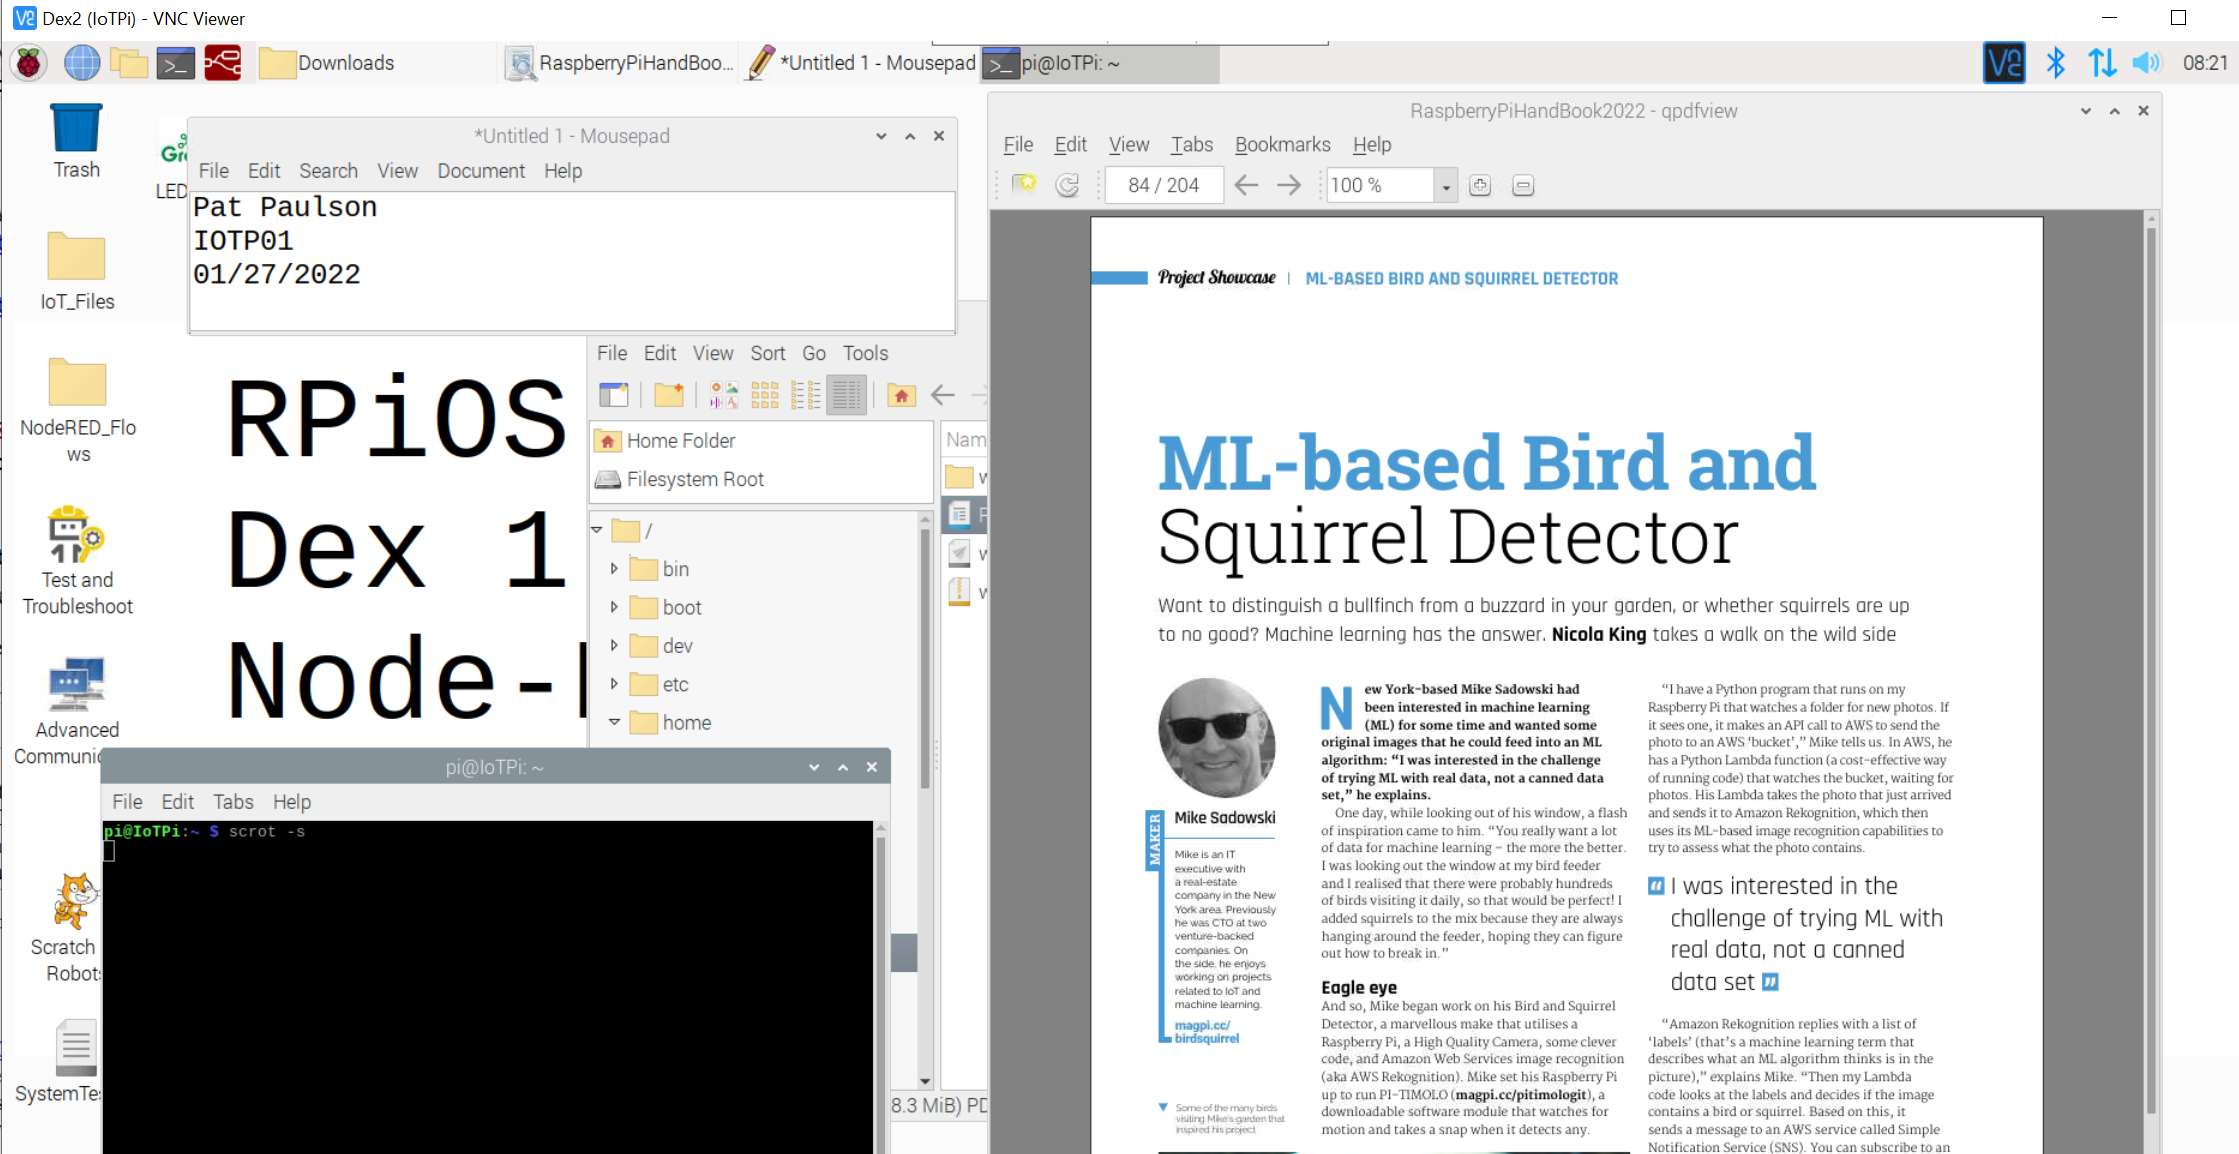 Dex2 (IoTPi) - VNC Viewer
Downloads
RaspberryPiHandBoo...
*Untitled 1 - Mousepad
pi@IoTPi: ~
08:21
Trash
LED
IoT_Files
NodeRED_Flo
ws
Test and
Troubleshoot
Advanced
Communi
Scratch
Robot
SystemTe
*Untitled 1 - Mousepad
File Edit Search View Document Help
Pat Paulson
IOTP01
01/27/2022
RPiOS
Dex 1
Node-
File Edit View Sort Go Tools
Home Folder
Filesystem Root
Nam
/
bin
boot
dev
etc
home
8.3 MiB) PD
pi@IoTPi: ~
File Edit Tabs Help
pi@IoTPi:~ $ scrot -s
RaspberryPiHandBook2022 - qpdfview
File Edit View Tabs Bookmarks Help
84 / 204
100 %
Project Showcase | ML-BASED BIRD AND SQUIRREL DETECTOR
ML-based Bird and
Squirrel Detector
Want to distinguish a bullfinch from a buzzard in your garden, or whether squirrels are up
to no good? Machine learning has the answer. Nicola King takes a walk on the wild side
MAKER
Mike Sadowski
Mike is an IT
executive with
a real-estate
company in the New
York area. Previously
he was CTO at two
venture-backed
companies. On
the side, he enjoys
working on projects
related to IoT and
machine learning.
magpi.cc/
birdsquirrel
Some of the many birds
visiting Mike's garden that
inspired his project
New York-based Mike Sadowski had
been interested in machine learning
(ML) for some time and wanted some
original images that he could feed into an ML
algorithm: “I was interested in the challenge
of trying ML with real data, not a canned data
set,” he explains.
One day, while looking out of his window, a flash
of inspiration came to him. “You really want a lot
of data for machine learning – the more the better.
I was looking out the window at my bird feeder
and I realised that there were probably hundreds
of birds visiting it daily, so that would be perfect! I
added squirrels to the mix because they are always
hanging around the feeder, hoping they can figure
out how to break in.”
Eagle eye
And so, Mike began work on his Bird and Squirrel
Detector, a marvellous make that utilises a
Raspberry Pi, a High Quality Camera, some clever
code, and Amazon Web Services image recognition
(aka AWS Rekognition). Mike set his Raspberry Pi
up to run PI-TIMOLO (magpi.cc/pitimologit), a
downloadable software module that watches for
motion and takes a snap when it detects any.
“I have a Python program that runs on my
Raspberry Pi that watches a folder for new photos. If
it sees one, it makes an API call to AWS to send the
photo to an AWS ‘bucket’,” Mike tells us. In AWS, he
has a Python Lambda function (a cost-effective way
of running code) that watches the bucket, waiting for
photos. His Lambda takes the photo that just arrived
and sends it to Amazon Rekognition, which then
uses its ML-based image recognition capabilities to
try to assess what the photo contains.
“ I was interested in the
challenge of trying ML with
real data, not a canned
data set ”
“Amazon Rekognition replies with a list of
‘labels’ (that’s a machine learning term that
describes what an ML algorithm thinks is in the
picture),” explains Mike. “Then my Lambda
code looks at the labels and decides if the image
contains a bird or squirrel. Based on this, it
sends a message to an AWS service called Simple
Notification Service (SNS). You can subscribe to an